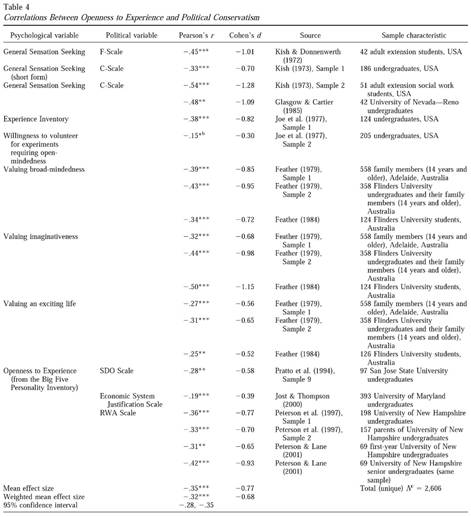 Table 4
Correlations Between Openness to Experience and Political Conservatism
Psychological variable Political variable Pearson's r Cohen's d Source Sample characteristic
General Sensation Seeking F-Scale −.45*** −1.01 Kish & Donnenwerth 42 adult extension students, USA
(1972)
General Sensation Seeking C-Scale −.33*** −0.70 Kish (1973), Sample 1 186 undergraduates, USA
(short form)
General Sensation Seeking C-Scale −.54*** −1.28 Kish (1973), Sample 2 51 adult extension social work
students, USA
−.48** −1.09 Glasgow & Cartier 42 University of Nevada—Reno
(1985) undergraduates
Experience Inventory −.38*** −0.82 Joe et al. (1977), 124 undergraduates, USA
Sample 1
Willingness to volunteer −.15*b −0.30 Joe et al. (1977), 205 undergraduates, USA
for experiments Sample 2
requiring open-
mindedness
Valuing broad-mindedness −.39*** −0.85 Feather (1979), 558 family members (14 years and
Sample 1 older), Adelaide, Australia
−.43*** −0.95 Feather (1979), 358 Flinders University
Sample 2 undergraduates and their family
members (14 years and older),
Australia
−.34*** −0.72 Feather (1984) 124 Flinders University students,
Australia
Valuing imaginativeness −.32*** −0.68 Feather (1979), 558 family members (14 years and
Sample 1 older), Adelaide, Australia
−.44*** −0.98 Feather (1979), 358 Flinders University
Sample 2 undergraduates and their family
members (14 years and older),
Australia
−.50*** −1.15 Feather (1984) 124 Flinders University students,
Australia
Valuing an exciting life −.27*** −0.56 Feather (1979), 558 family members (14 years and
Sample 1 older), Adelaide, Australia
−.31*** −0.65 Feather (1979), 358 Flinders University
Sample 2 undergraduates and their family
members (14 years and older),
Australia
−.25** −0.52 Feather (1984) 126 Flinders University students,
Australia
Openness to Experience SDO Scale −.28** −0.58 Pratto et al. (1994), 97 San Jose State University
(from the Big Five Sample 9 undergraduates
Personality Inventory)
Economic System −.19*** −0.39 Jost & Thompson 393 University of Maryland
Justification Scale (2000) undergraduates
RWA Scale −.36*** −0.77 Peterson et al. (1997), 198 University of New Hampshire
Sample 1 undergraduates
−.33*** −0.70 Peterson et al. (1997), 157 parents of University of New
Sample 2 Hampshire undergraduates
−.31** −0.65 Peterson & Lane 69 first-year University of New
(2001) Hampshire undergraduates
−.42*** −0.93 Peterson & Lane 69 University of New Hampshire
(2001) senior undergraduates (same
sample)
Mean effect size −.35*** −0.77 Total (unique) N = 2,606
Weighted mean effect size −.32*** −0.68
95% confidence interval −.28, −.35